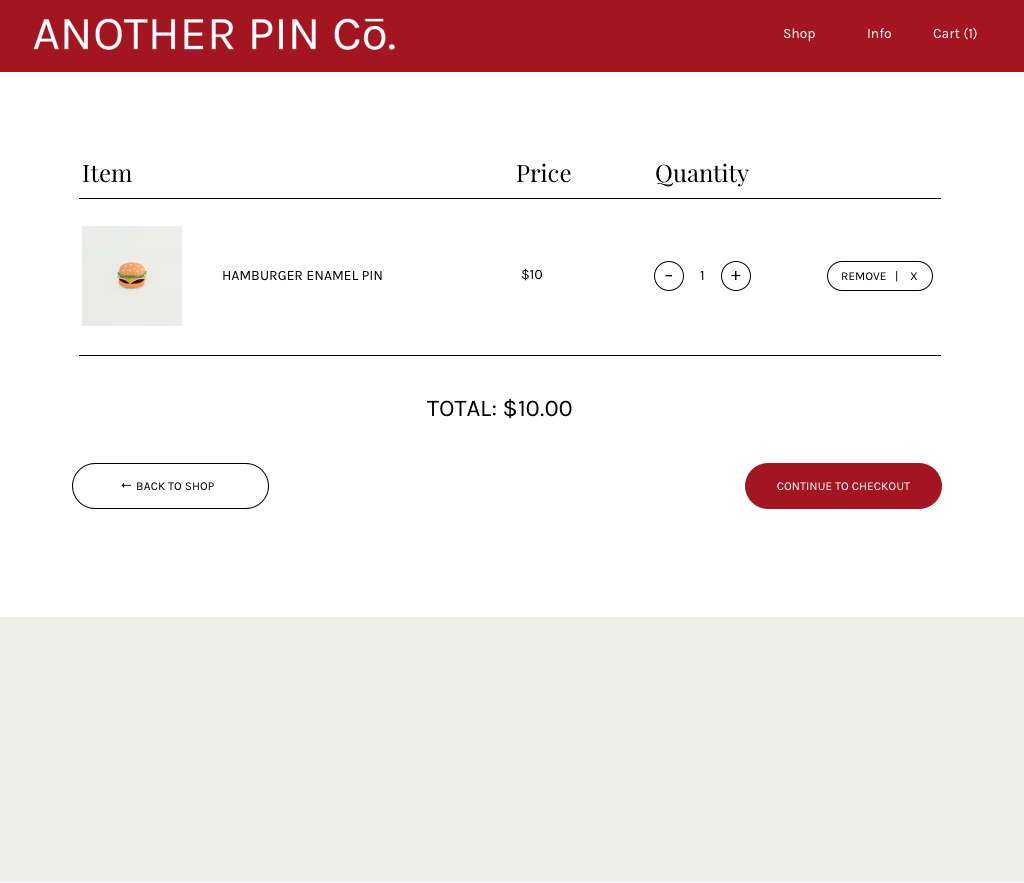 ANOTHER PIN Cō.
Shop Info Cart (1)
Item Price Quantity
HAMBURGER ENAMEL PIN $10 - 1 + REMOVE | X
TOTAL: $10.00
← BACK TO SHOP
CONTINUE TO CHECKOUT